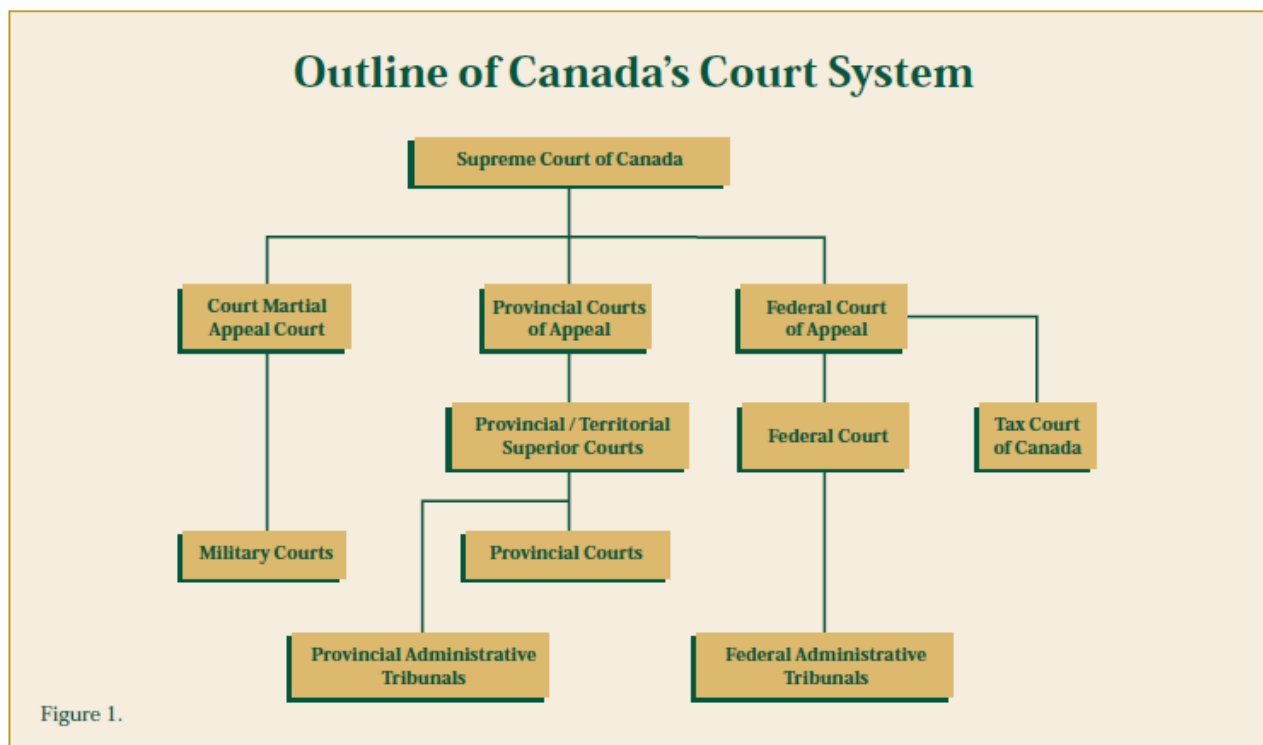 Outline of Canada's Court System
Supreme Court of Canada
Court Martial
Appeal Court
Provincial Courts
of Appeal
Federal Court
of Appeal
Provincial / Territorial
Superior Courts
Federal Court
Tax Court
of Canada
Military Courts
Provincial Courts
Provincial Administrative
Tribunals
Federal Administrative
Tribunals
Figure 1.